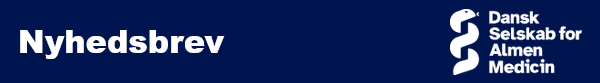 Nyhedsbrev
Dansk
Selskab for
Almen
Medicin